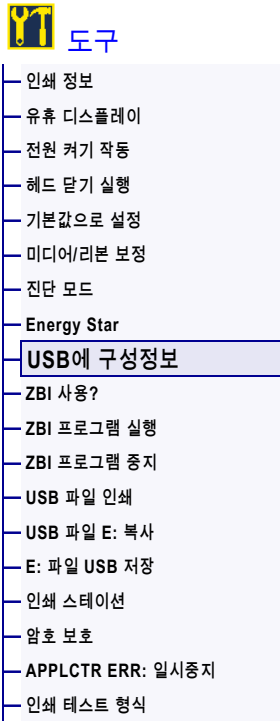 도구
인쇄 정보
유휴 디스플레이
전원 켜기 작동
헤드 닫기 실행
기본값으로 설정
미디어/리본 보정
진단 모드
Energy Star
USB에 구성정보
ZBI 사용?
ZBI 프로그램 실행
ZBI 프로그램 중지
USB 파일 인쇄
USB 파일 E: 복사
E: 파일 USB 저장
인쇄 스테이션
암호 보호
APPLCTR ERR: 일시중지
인쇄 테스트 형식